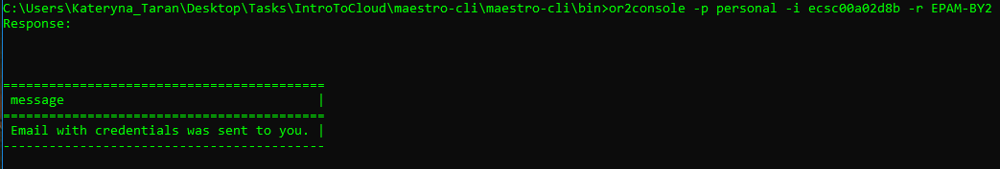 C:\Users\Kateryna_Taran\Desktop\Tasks\IntroToCloud\maestro-cli\maestro-cli\bin>or2console -p personal -i ecsc00a02d8b -r EPAM-BY2
Response:
==========================================
message |
==========================================
Email with credentials was sent to you. |
------------------------------------------